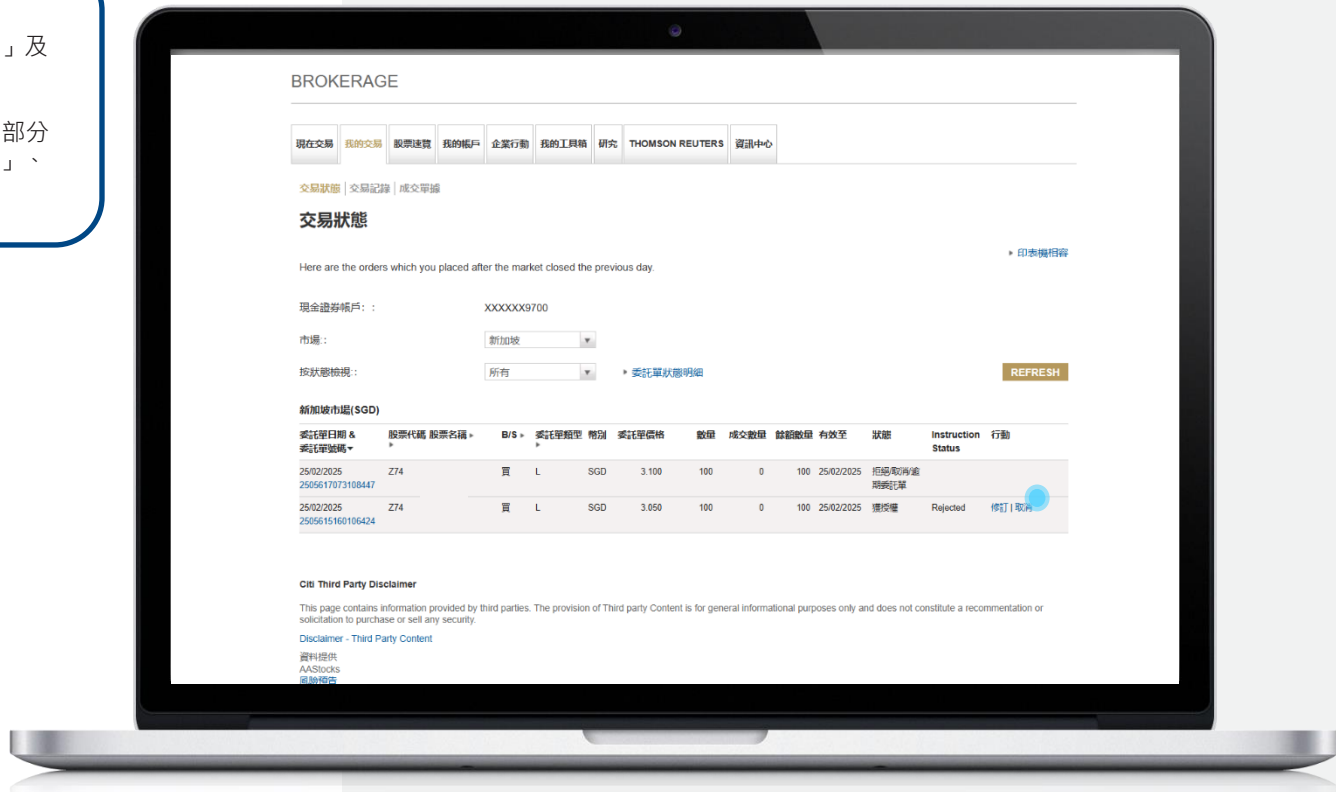 」及
部分
」、
BROKERAGE
現在交易 我的交易 股票速覽 我的帳戶 企業行動 我的工具箱 研究 THOMSON REUTERS 資訊中心
交易狀態 | 交易記錄 | 成交單據
交易狀態
印表機相容
Here are the orders which you placed after the market closed the previous day.
現金證券帳戶: : XXXXXX9700
市場: : 新加坡
按狀態檢視: : 所有 委託單狀態明細 REFRESH
新加坡市場(SGD)
委託單日期 & 股票代碼 股票名稱 B/S 委託單類型 幣別 委託單價格 數量 成交數量 餘額數量 有效至 狀態 Instruction 行動
委託單號碼 Status
25/02/2025 Z74 買 L SGD 3.100 100 0 100 25/02/2025 拒絕/取消/逾
2505617073108447 期委託單
25/02/2025 Z74 買 L SGD 3.050 100 0 100 25/02/2025 獲授權 Rejected 修訂 | 取消
2505615160106424
Citi Third Party Disclaimer
This page contains information provided by third parties. The provision of Third party Content is for general informational purposes only and does not constitute a recommendation or
solicitation to purchase or sell any security.
Disclaimer - Third Party Content
資料提供
AAStocks
風險預告